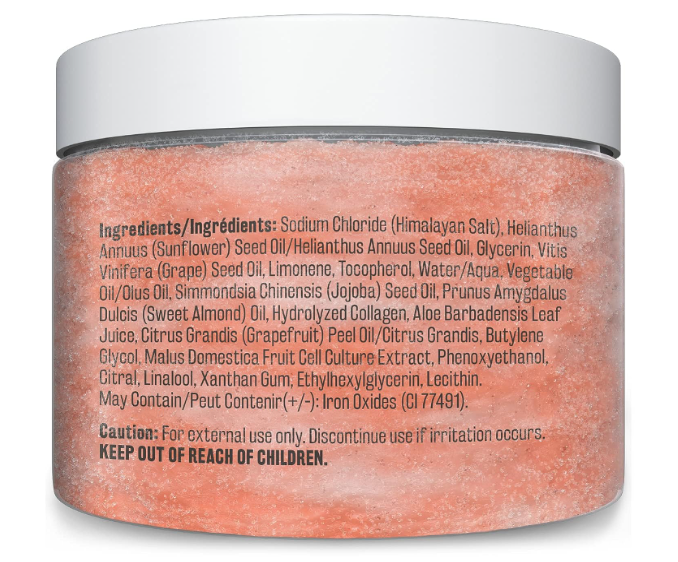 Ingredients/Ingrédients: Sodium Chloride (Himalayan Salt), Helianthus
Annuus (Sunflower) Seed Oil/Helianthus Annuus Seed Oil, Glycerin, Vitis
Vinifera (Grape) Seed Oil, Limonene, Tocopherol, Water/Aqua, Vegetable
Oil/Olus Oil, Simmondsia Chinensis (Jojoba) Seed Oil, Prunus Amygdalus
Dulcis (Sweet Almond) Oil, Hydrolyzed Collagen, Aloe Barbadensis Leaf
Juice, Citrus Grandis (Grapefruit) Peel Oil/Citrus Grandis, Butylene
Glycol, Malus Domestica Fruit Cell Culture Extract, Phenoxyethanol,
Citral, Linalool, Xanthan Gum, Ethylhexylglycerin, Lecithin.
May Contain/Peut Contenir(+/-): Iron Oxides (CI 77491).
Caution: For external use only. Discontinue use if irritation occurs.
KEEP OUT OF REACH OF CHILDREN.